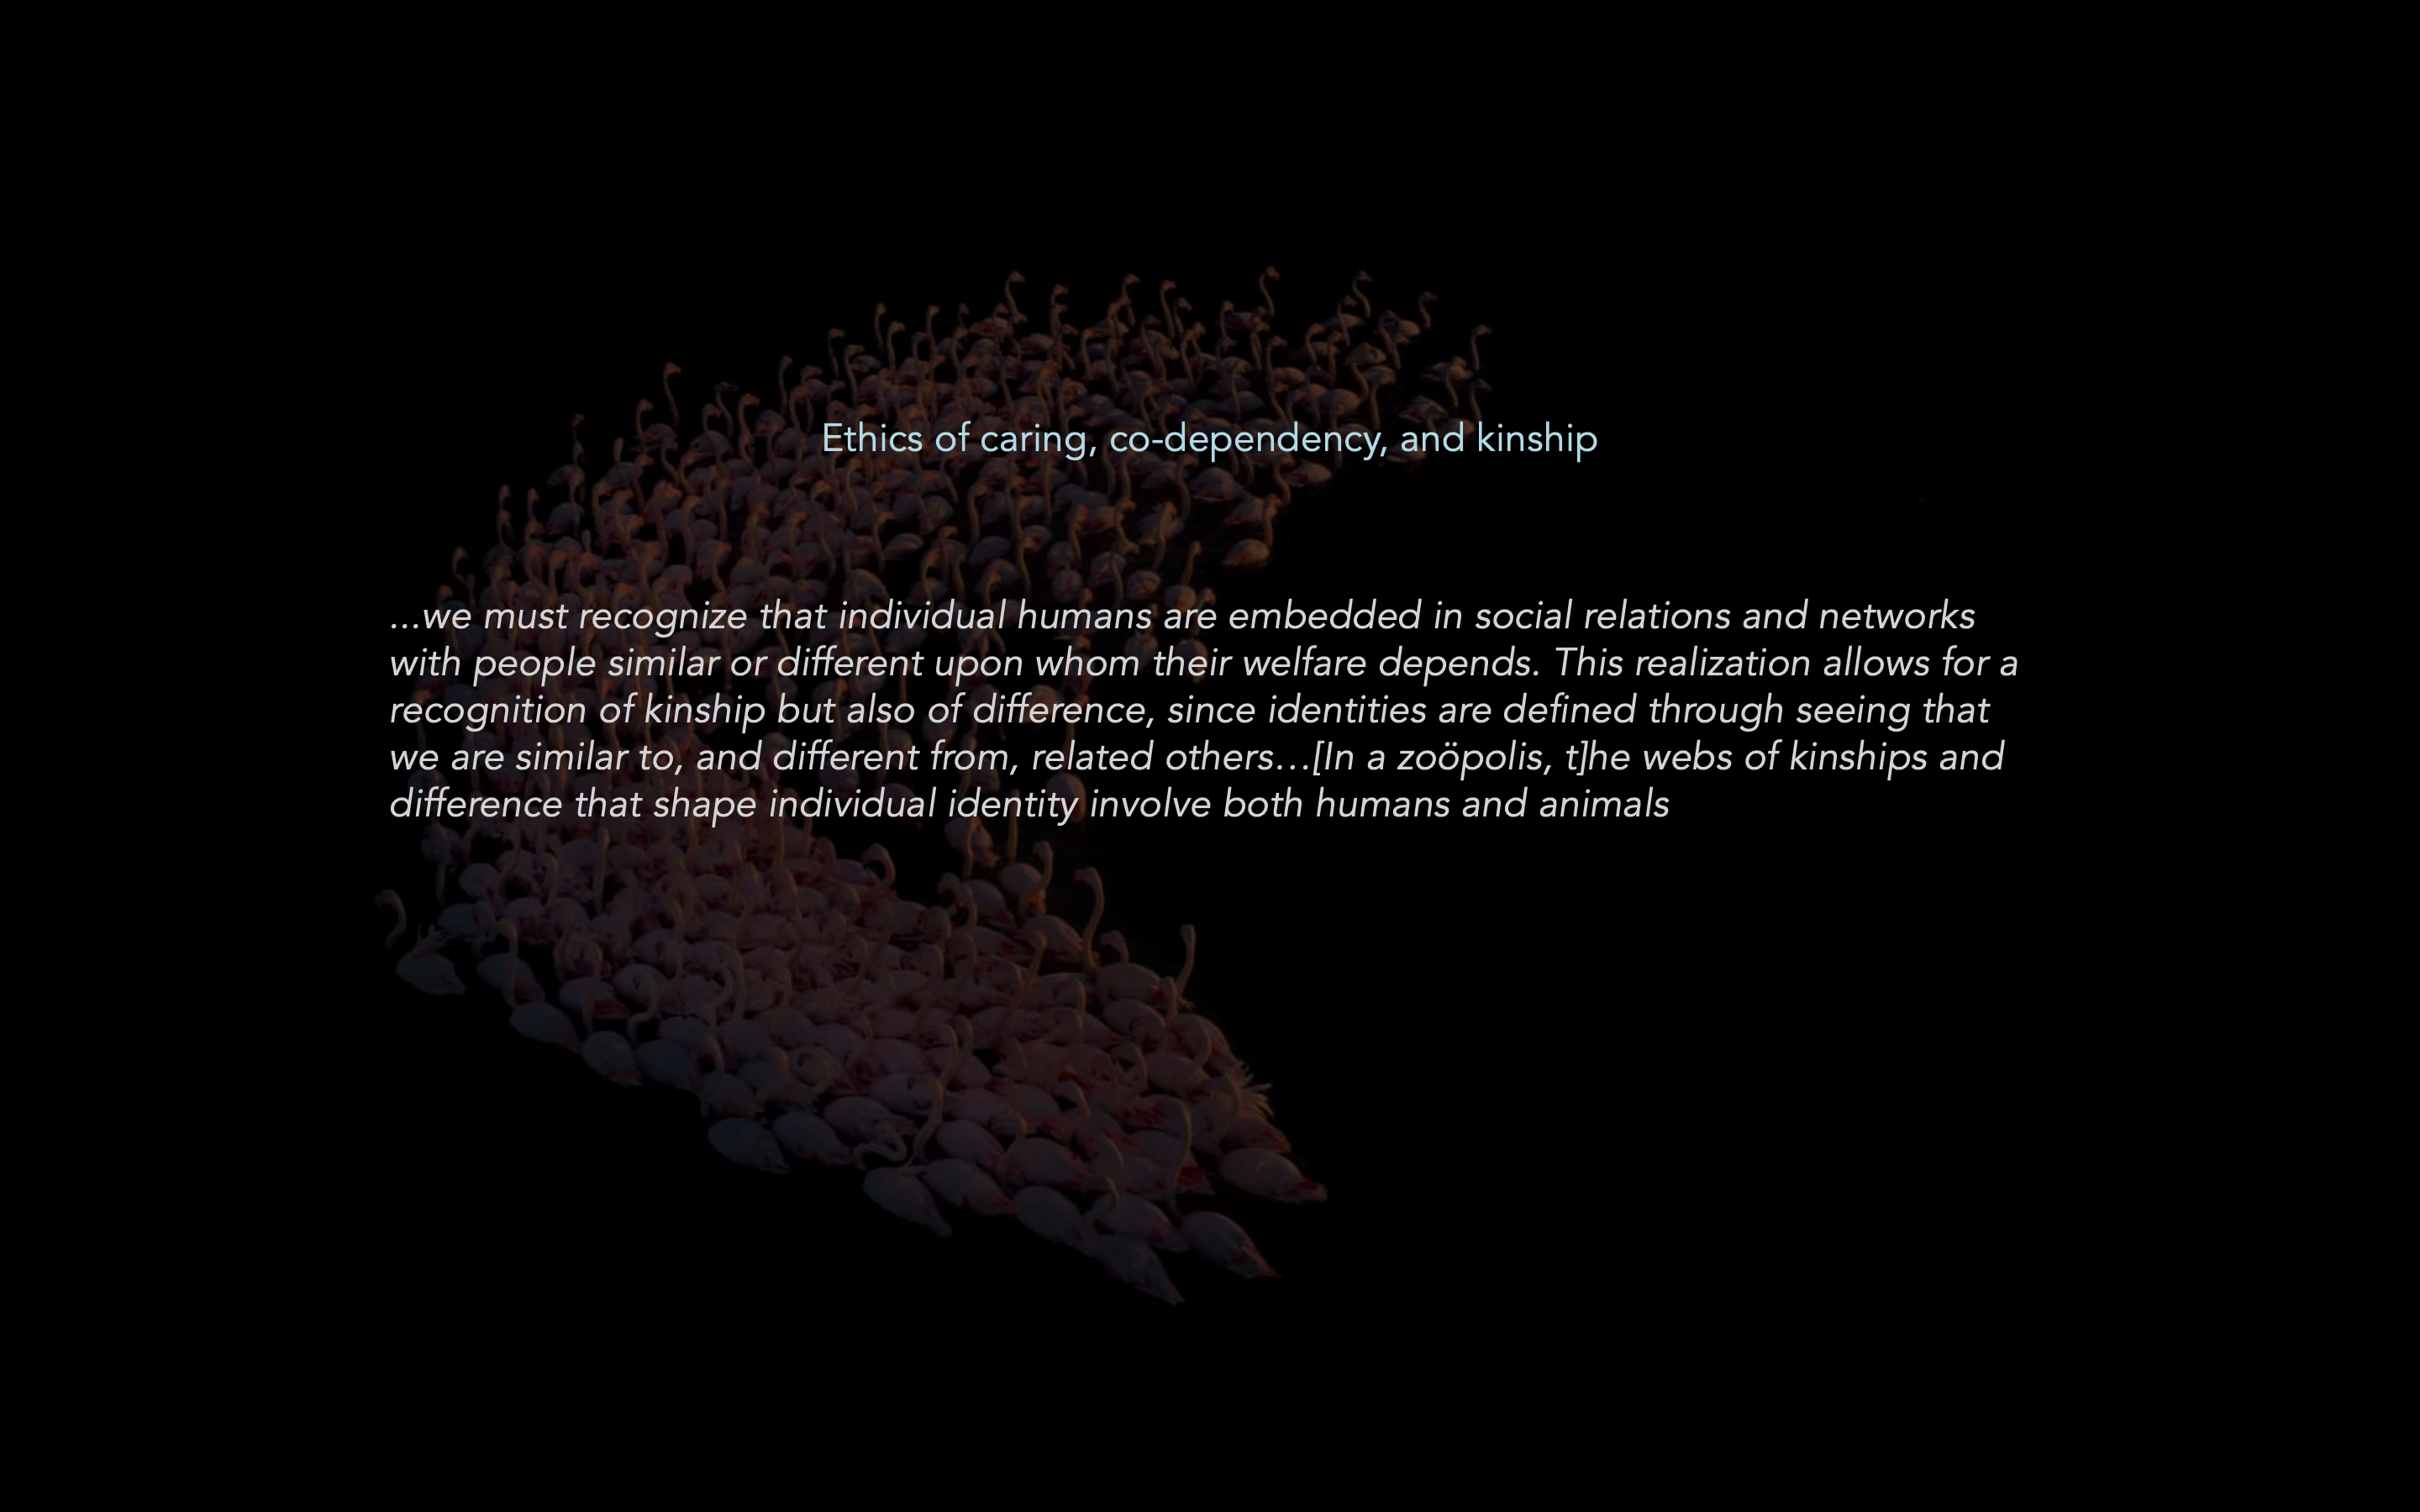 Ethics of caring, co-dependency, and kinship
...we must recognize that individual humans are embedded in social relations and networks
with people similar or different upon whom their welfare depends. This realization allows for a
recognition of kinship but also of difference, since identities are defined through seeing that
we are similar to, and different from, related others…[In a zoöpolis, t]he webs of kinships and
difference that shape individual identity involve both humans and animals